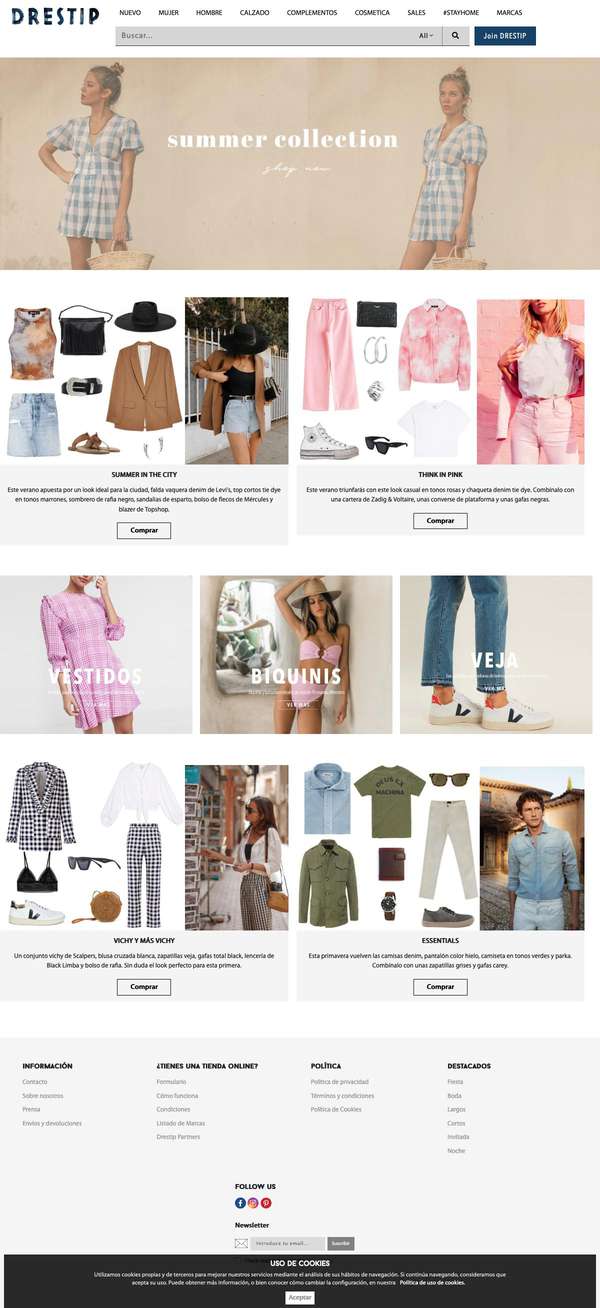 DRESTIP
NUEVO MUJER HOMBRE CALZADO COMPLEMENTOS COSMETICA SALES #STAYHOME MARCAS
Buscar... All Join DRESTIP
summer collection
shop now
SUMMER IN THE CITY
Este verano apuesta por un look ideal para la ciudad, falda vaquera denim de Levi's, top cortos tie dye
en tonos marrones, sombrero de rafia negro, sandalias de esparto, bolso de flecos de Mércules y
blazer de Topshop.
Comprar
THINK IN PINK
Este verano triunfarás con este look casual en tonos rosas y chaqueta denim tie dye. Combínalo con
una cartera de Zadig & Voltaire, unas converse de plataforma y unas gafas negras.
Comprar
VESTIDOS
VER MÁS
BIQUINIS
VER MÁS
VEJA
VER MÁS
DEUS EX
MACHINA
VICHY Y MÁS VICHY
Un conjunto vichy de Scalpers, blusa cruzada blanca, zapatillas veja, gafas total black, lencería de
Black Limba y bolso de rafia. Sin duda el look perfecto para esta primera.
Comprar
ESSENTIALS
Esta primavera vuelven las camisas denim, pantalón color hielo, camiseta en tonos verdes y parka.
Combínalo con unas zapatillas grises y gafas carey.
Comprar
INFORMACIÓN
Contacto
Sobre nosotros
Prensa
Envíos y devoluciones
¿TIENES UNA TIENDA ONLINE?
Formulario
Cómo funciona
Condiciones
Listado de Marcas
Drestip Partners
POLÍTICA
Política de privacidad
Términos y condiciones
Política de Cookies
DESTACADOS
Fiesta
Boda
Largos
Cortos
Invitada
Noche
FOLLOW US
Newsletter
Introduce tu email... Suscribir
USO DE COOKIES
Utilizamos cookies propias y de terceros para mejorar nuestros servicios mediante el análisis de sus hábitos de navegación. Si continúa navegando, consideramos que
acepta su uso. Puede obtener más información, o bien conocer cómo cambiar la configuración, en nuestra Política de uso de cookies.
Aceptar